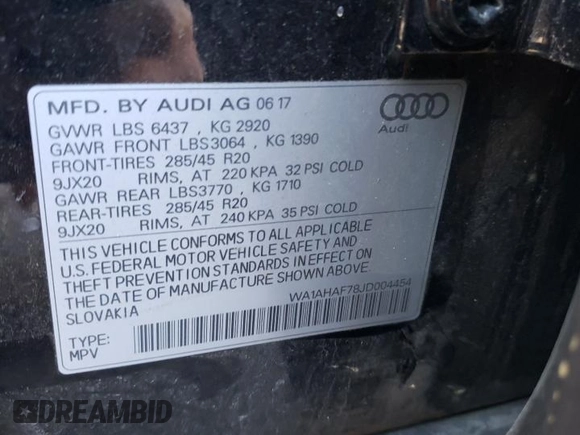 MFD. BY AUDI AG 06 17
Audi
GVWR LBS 6437 , KG 2920
GAWR FRONT LBS3064 , KG 1390
FRONT-TIRES 285/45 R20
9JX20 RIMS, AT 220 KPA 32 PSI COLD
GAWR REAR LBS3770 , KG 1710
REAR-TIRES 285/45 R20
9JX20 RIMS, AT 240 KPA 35 PSI COLD
THIS VEHICLE CONFORMS TO ALL APPLICABLE
U.S. FEDERAL MOTOR VEHICLE SAFETY AND
THEFT PREVENTION STANDARDS IN EFFECT ON
THE DATE OF MANUFACTURE SHOWN ABOVE.
SLOVAKIA
WA1AHAF78JD004454
TYPE:
MPV
DREAMBID